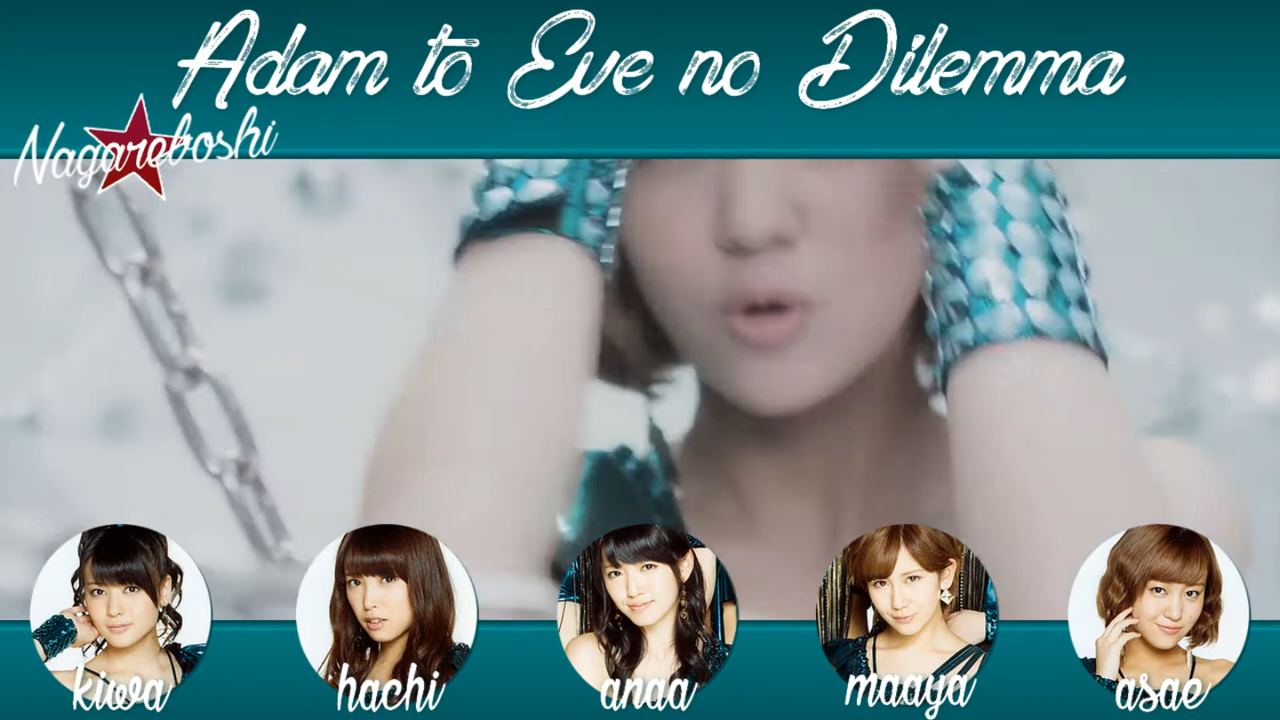 Adam to Eve no Dilemma
Nagareboshi
kiwa
hachi
anaa
maaya
asae